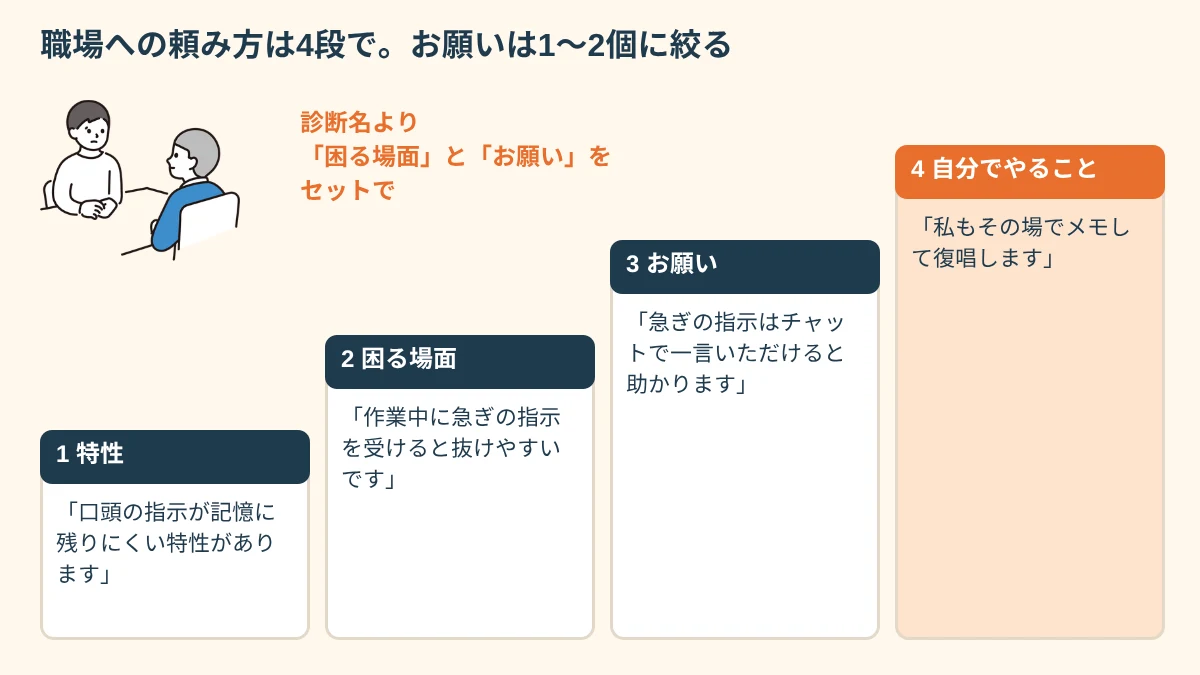 職場への頼み方は4段で。お願いは1〜2個に絞る
診断名より
「困る場面」と「お願い」を
セットで
1 特性
「口頭の指示が記憶に
残りにくい特性があり
ます」
2 困る場面
「作業中に急ぎの指示
を受けると抜けやすい
です」
3 お願い
「急ぎの指示はチャッ
トで一言いただけると
助かります」
4 自分でやること
「私もその場でメモし
て復唱します」